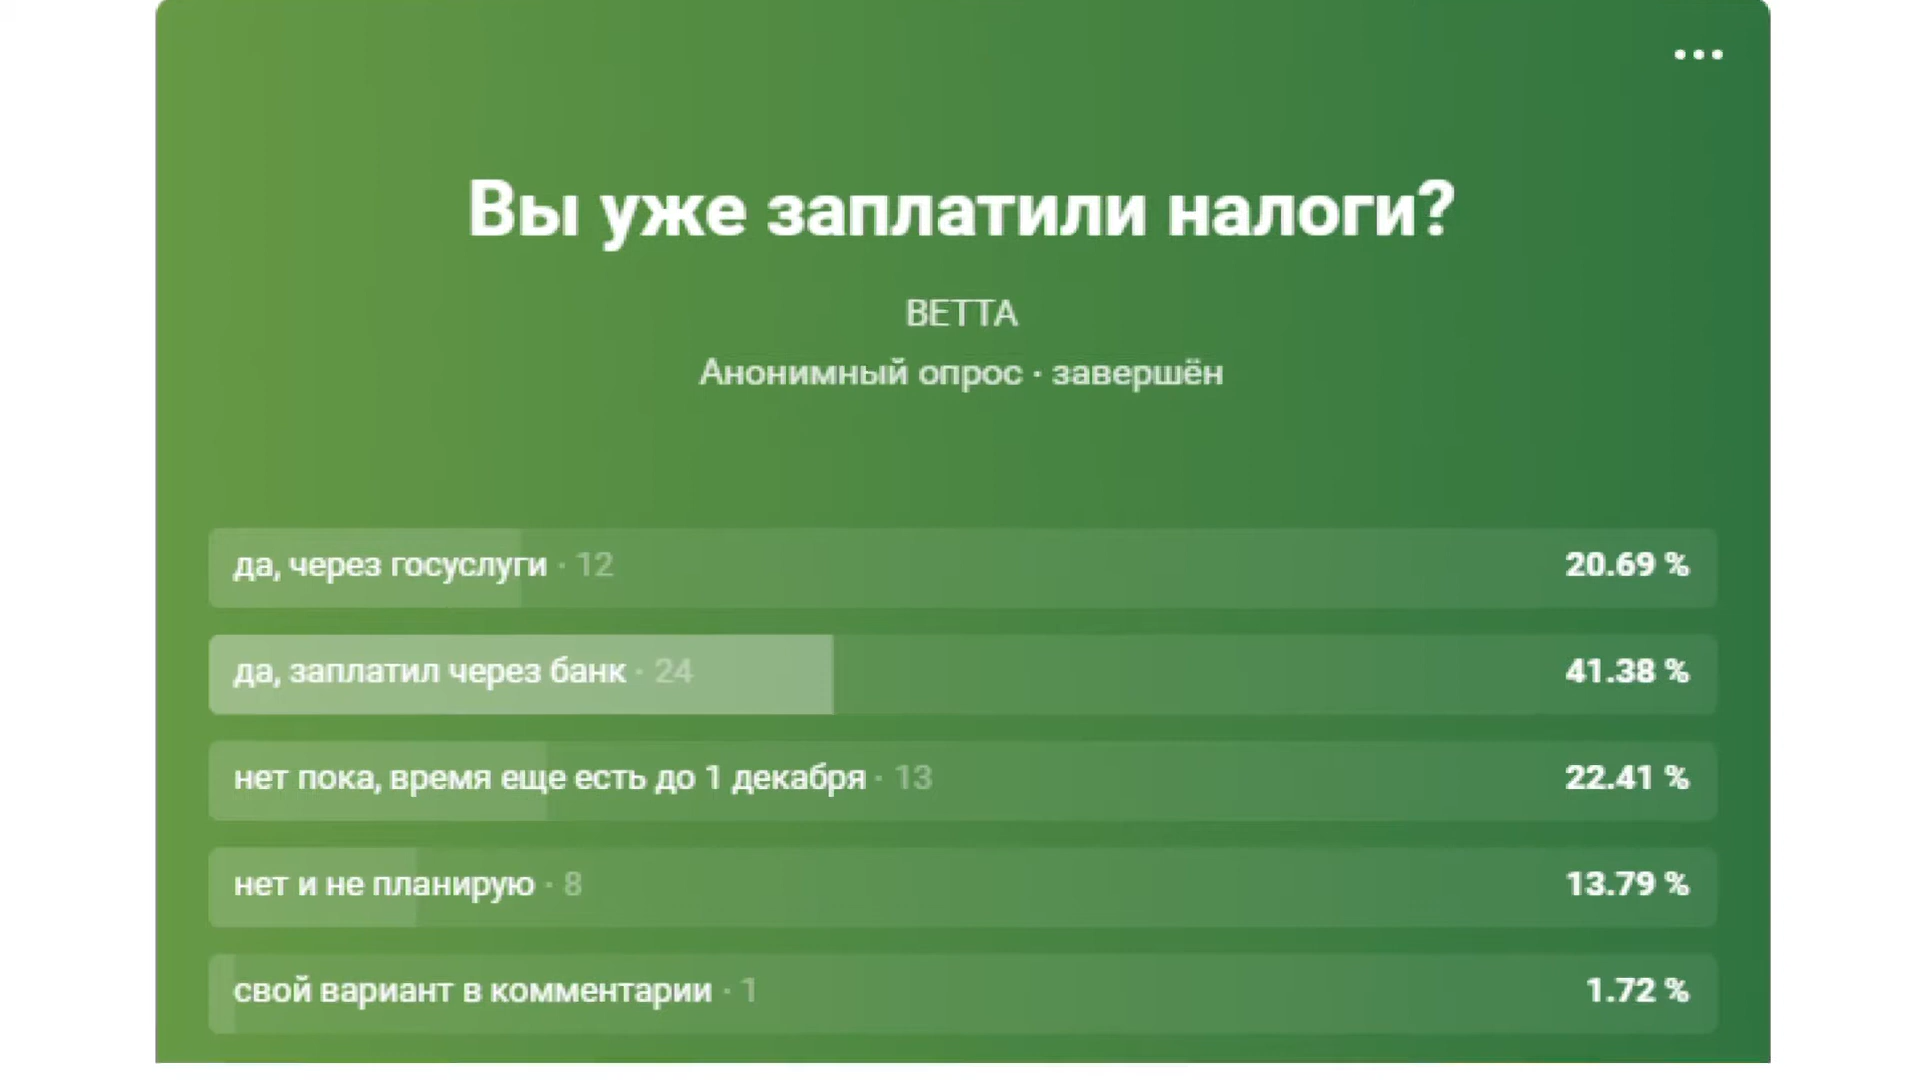 Вы уже заплатили налоги?
ВЕТТА
Анонимный опрос · завершён
да, через госуслуги · 12 20.69 %
да, заплатил через банк · 24 41.38 %
нет пока, время еще есть до 1 декабря · 13 22.41 %
нет и не планирую · 8 13.79 %
свой вариант в комментарии · 1 1.72 %